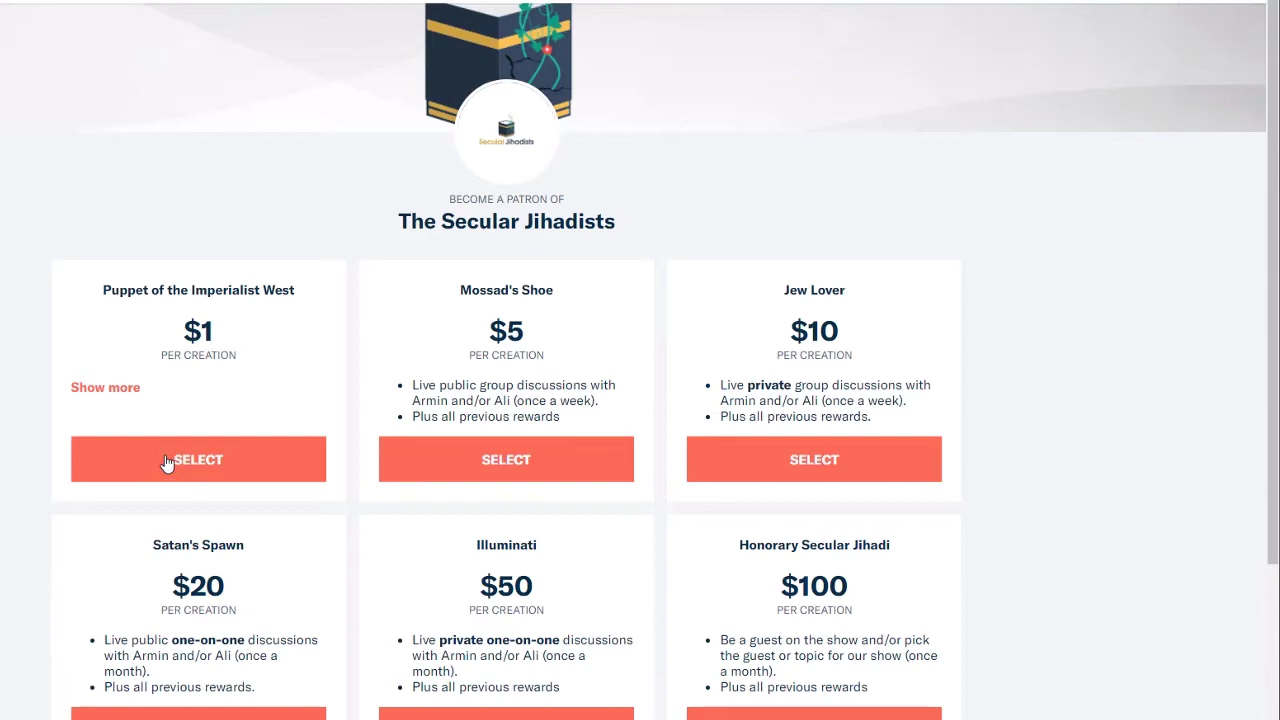 Secular Jihadists
BECOME A PATRON OF
The Secular Jihadists
Puppet of the Imperialist West
$1
PER CREATION
Show more
SELECT
Mossad's Shoe
$5
PER CREATION
• Live public group discussions with
Armin and/or Ali (once a week).
• Plus all previous rewards
SELECT
Jew Lover
$10
PER CREATION
• Live private group discussions with
Armin and/or Ali (once a week).
• Plus all previous rewards.
SELECT
Satan's Spawn
$20
PER CREATION
• Live public one-on-one discussions
with Armin and/or Ali (once a
month).
• Plus all previous rewards.
Illuminati
$50
PER CREATION
• Live private one-on-one discussions
with Armin and/or Ali (once a
month).
• Plus all previous rewards
Honorary Secular Jihadi
$100
PER CREATION
• Be a guest on the show and/or pick
the guest or topic for our show (once
a month).
• Plus all previous rewards